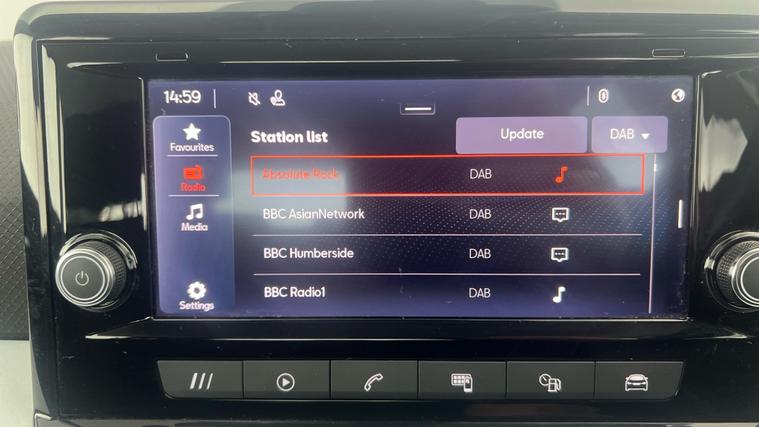 14:59
Favourites
Radio
Media
Settings
Station list
Update
DAB
Absolute Rock DAB
BBC AsianNetwork DAB
BBC Humberside DAB
BBC Radio1 DAB